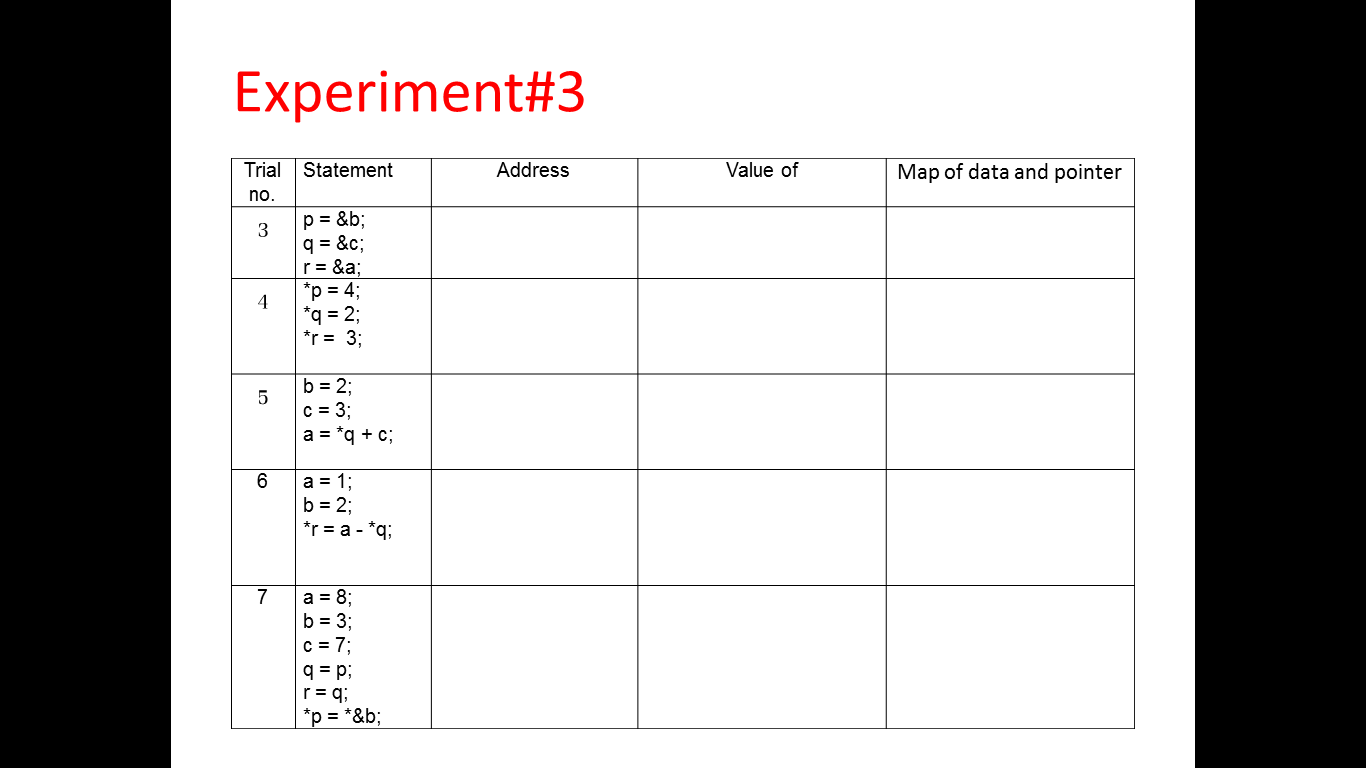 Experiment#3
Trial no. Statement Address Value of Map of data and pointer
3
p = &b;
q = &c;
r = &a;
4
*p = 4;
*q = 2;
*r =  3;
5
b = 2;
c = 3;
a = *q + c;
6
a = 1;
b = 2;
*r = a - *q;
7
a = 8;
b = 3;
c = 7;
q = p;
r = q;
*p = *&b;